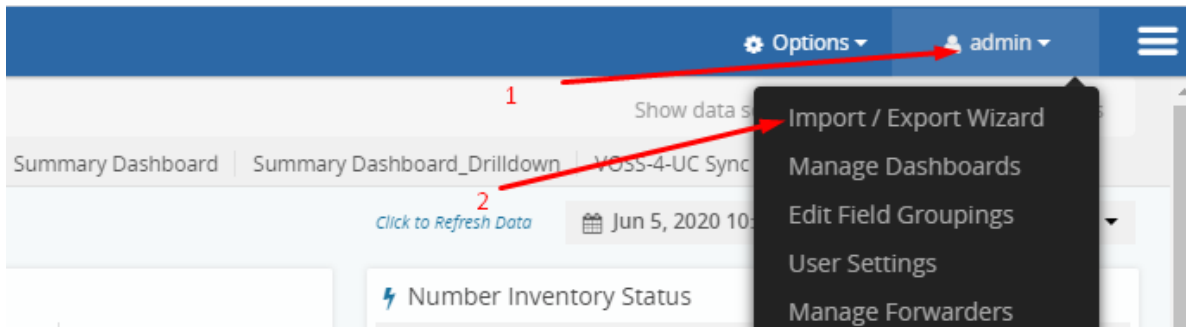 Options admin
1
Show data s
Import / Export Wizard
Summary Dashboard Summary Dashboard_Drilldown VOSS-4-UC Sync
Manage Dashboards
2
Click to Refresh Data Jun 5, 2020 10:
Edit Field Groupings
User Settings
Number Inventory Status
Manage Forwarders